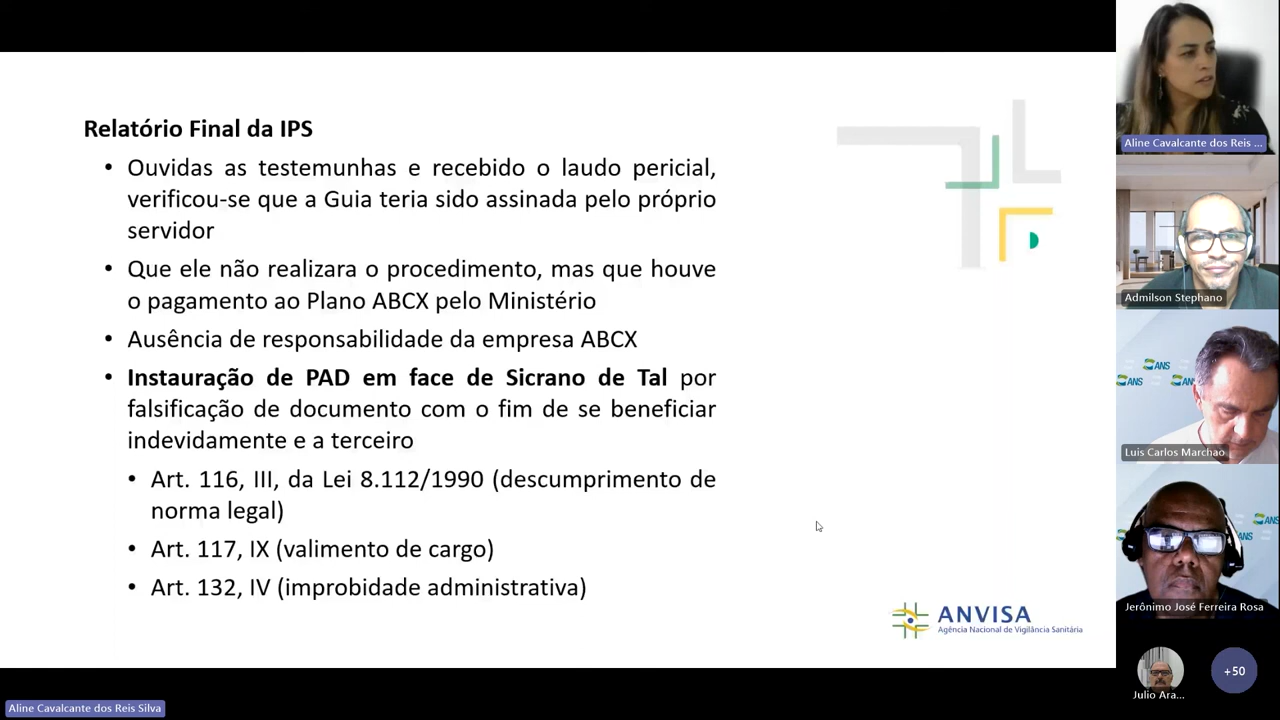 Relatório Final da IPS
• Ouvidas as testemunhas e recebido o laudo pericial,
verificou-se que a Guia teria sido assinada pelo próprio
servidor
• Que ele não realizara o procedimento, mas que houve
o pagamento ao Plano ABCX pelo Ministério
• Ausência de responsabilidade da empresa ABCX
• Instauração de PAD em face de Sicrano de Tal por
falsificação de documento com o fim de se beneficiar
indevidamente e a terceiro
• Art. 116, III, da Lei 8.112/1990 (descumprimento de
norma legal)
• Art. 117, IX (valimento de cargo)
• Art. 132, IV (improbidade administrativa)
ANVISA
Agência Nacional de Vigilância Sanitária
Aline Cavalcante dos Reis Silva
Aline Cavalcante dos Reis ...
Admilson Stephano
ANS
ANS
ANS
Luis Carlos Marchao
ANS
ANS
Jerônimo José Ferreira Rosa
Julio Ara...
+50